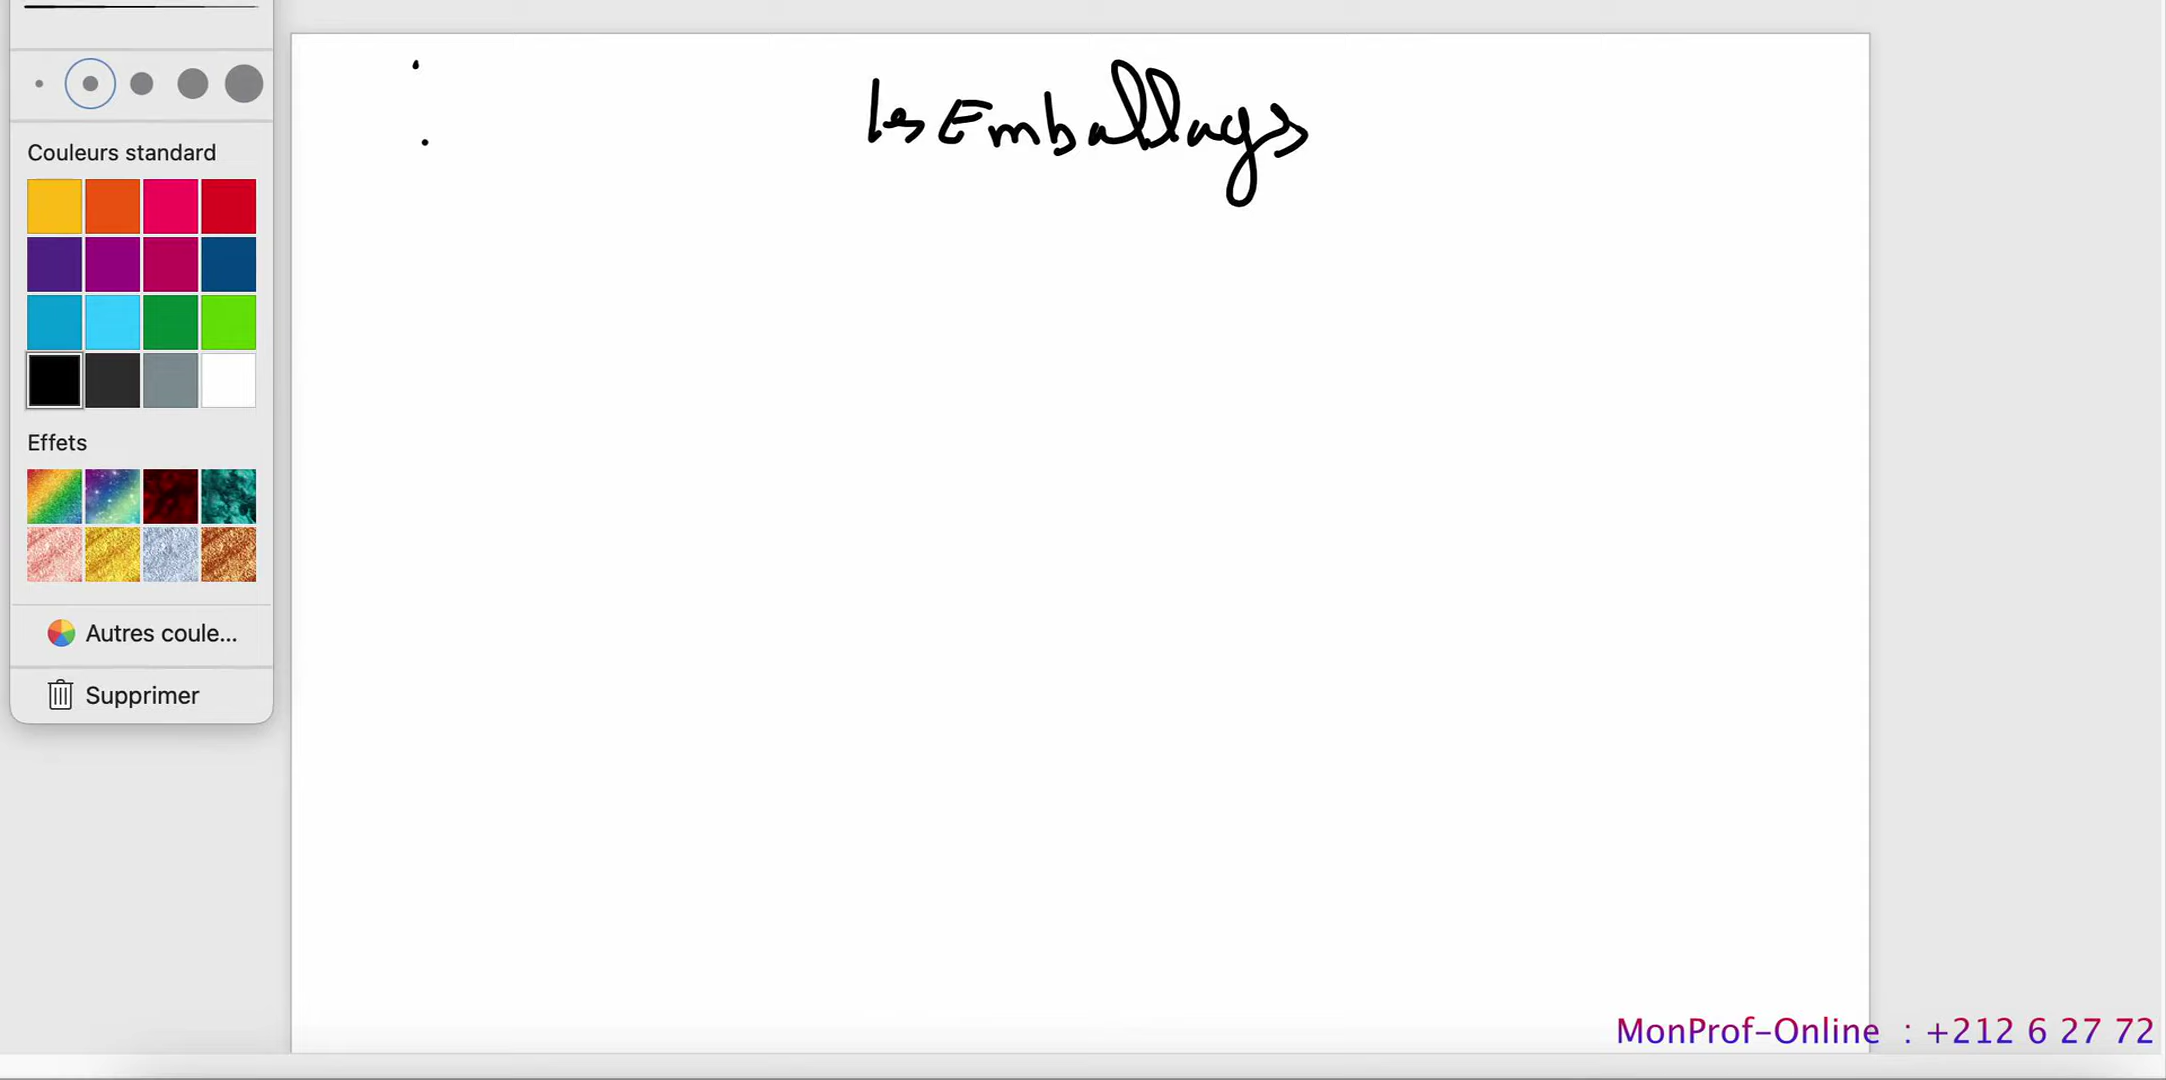 les Emballages
Couleurs standard
Effets
Autres coule...
Supprimer
MonProf-Online : +212 6 27 72